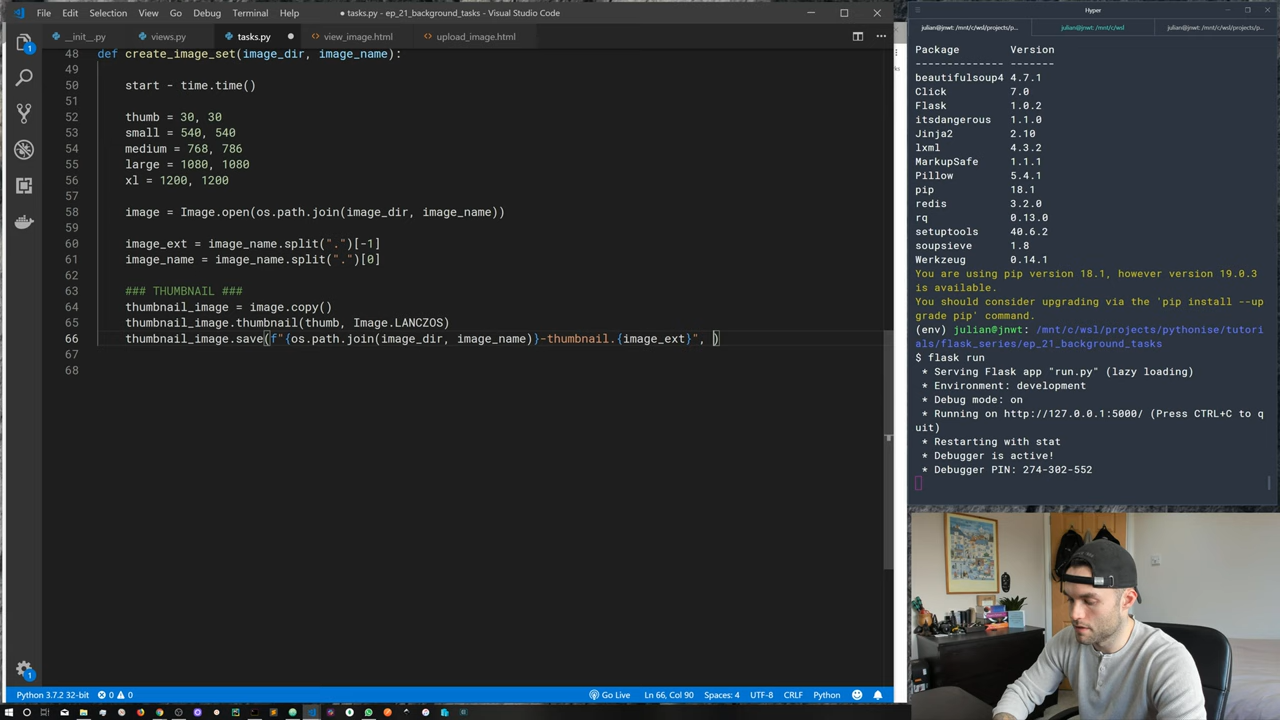 File Edit Selection View Go Debug Terminal Help
● tasks.py - ep_21_background_tasks - Visual Studio Code
__init__.py views.py tasks.py view_image.html upload_image.html
48 def create_image_set(image_dir, image_name):
49
50 start - time.time()
51
52 thumb = 30, 30
53 small = 540, 540
54 medium = 768, 786
55 large = 1080, 1080
56 xl = 1200, 1200
57
58 image = Image.open(os.path.join(image_dir, image_name))
59
60 image_ext = image_name.split(".")[-1]
61 image_name = image_name.split(".")[0]
62
63 ### THUMBNAIL ###
64 thumbnail_image = image.copy()
65 thumbnail_image.thumbnail(thumb, Image.LANCZOS)
66 thumbnail_image.save(f"{os.path.join(image_dir, image_name)}-thumbnail.{image_ext}", )
67
68
Python 3.7.2 32-bit 0 0 Go Live Ln 66, Col 90 Spaces: 4 UTF-8 CRLF Python
1
1
Hyper
julian@jnwt: /mnt/c/wsl/projects/p... julian@jnwt: /mnt/c/wsl julian@jnwt: /mnt/c/wsl/projects/p...
Package Version
------------- -------
beautifulsoup4 4.7.1
Click 7.0
Flask 1.0.2
itsdangerous 1.1.0
Jinja2 2.10
lxml 4.3.2
MarkupSafe 1.1.1
Pillow 5.4.1
pip 18.1
redis 3.2.0
rq 0.13.0
setuptools 40.6.2
soupsieve 1.8
Werkzeug 0.14.1
You are using pip version 18.1, however version 19.0.3
is available.
You should consider upgrading via the 'pip install --up
grade pip' command.
(env) julian@jnwt: /mnt/c/wsl/projects/pythonise/tutori
als/flask_series/ep_21_background_tasks
$ flask run
* Serving Flask app "run.py" (lazy loading)
* Environment: development
* Debug mode: on
* Running on http://127.0.0.1:5000/ (Press CTRL+C to q
uit)
* Restarting with stat
* Debugger is active!
* Debugger PIN: 274-302-552